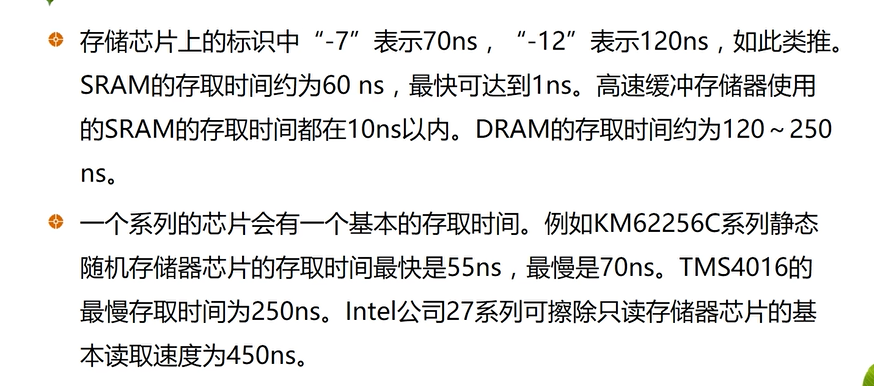 存储芯片上的标识中“-7”表示70ns，“-12”表示120ns，如此类推。
SRAM的存取时间约为60 ns，最快可达到1ns。高速缓冲存储器使用
的SRAM的存取时间都在10ns以内。DRAM的存取时间约为120～250
ns。
一个系列的芯片会有一个基本的存取时间。例如KM62256C系列静态
随机存储器芯片的存取时间最快是55ns，最慢是70ns。TMS4016的
最慢存取时间为250ns。Intel公司27系列可擦除只读存储器芯片的基
本读取速度为450ns。